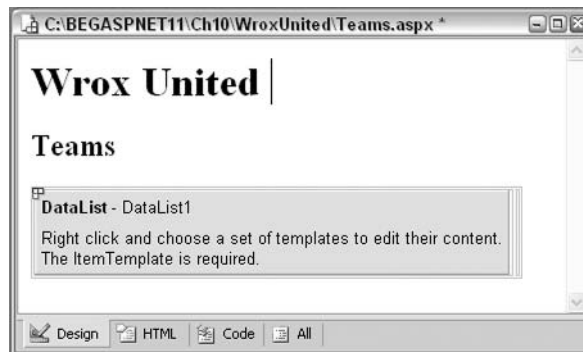 C:\BEGASPNET11\Ch10\WroxUnited\Teams.aspx *
Wrox United
Teams
DataList - DataList1
Right click and choose a set of templates to edit their content.
The ItemTemplate is required.
Design HTML Code All